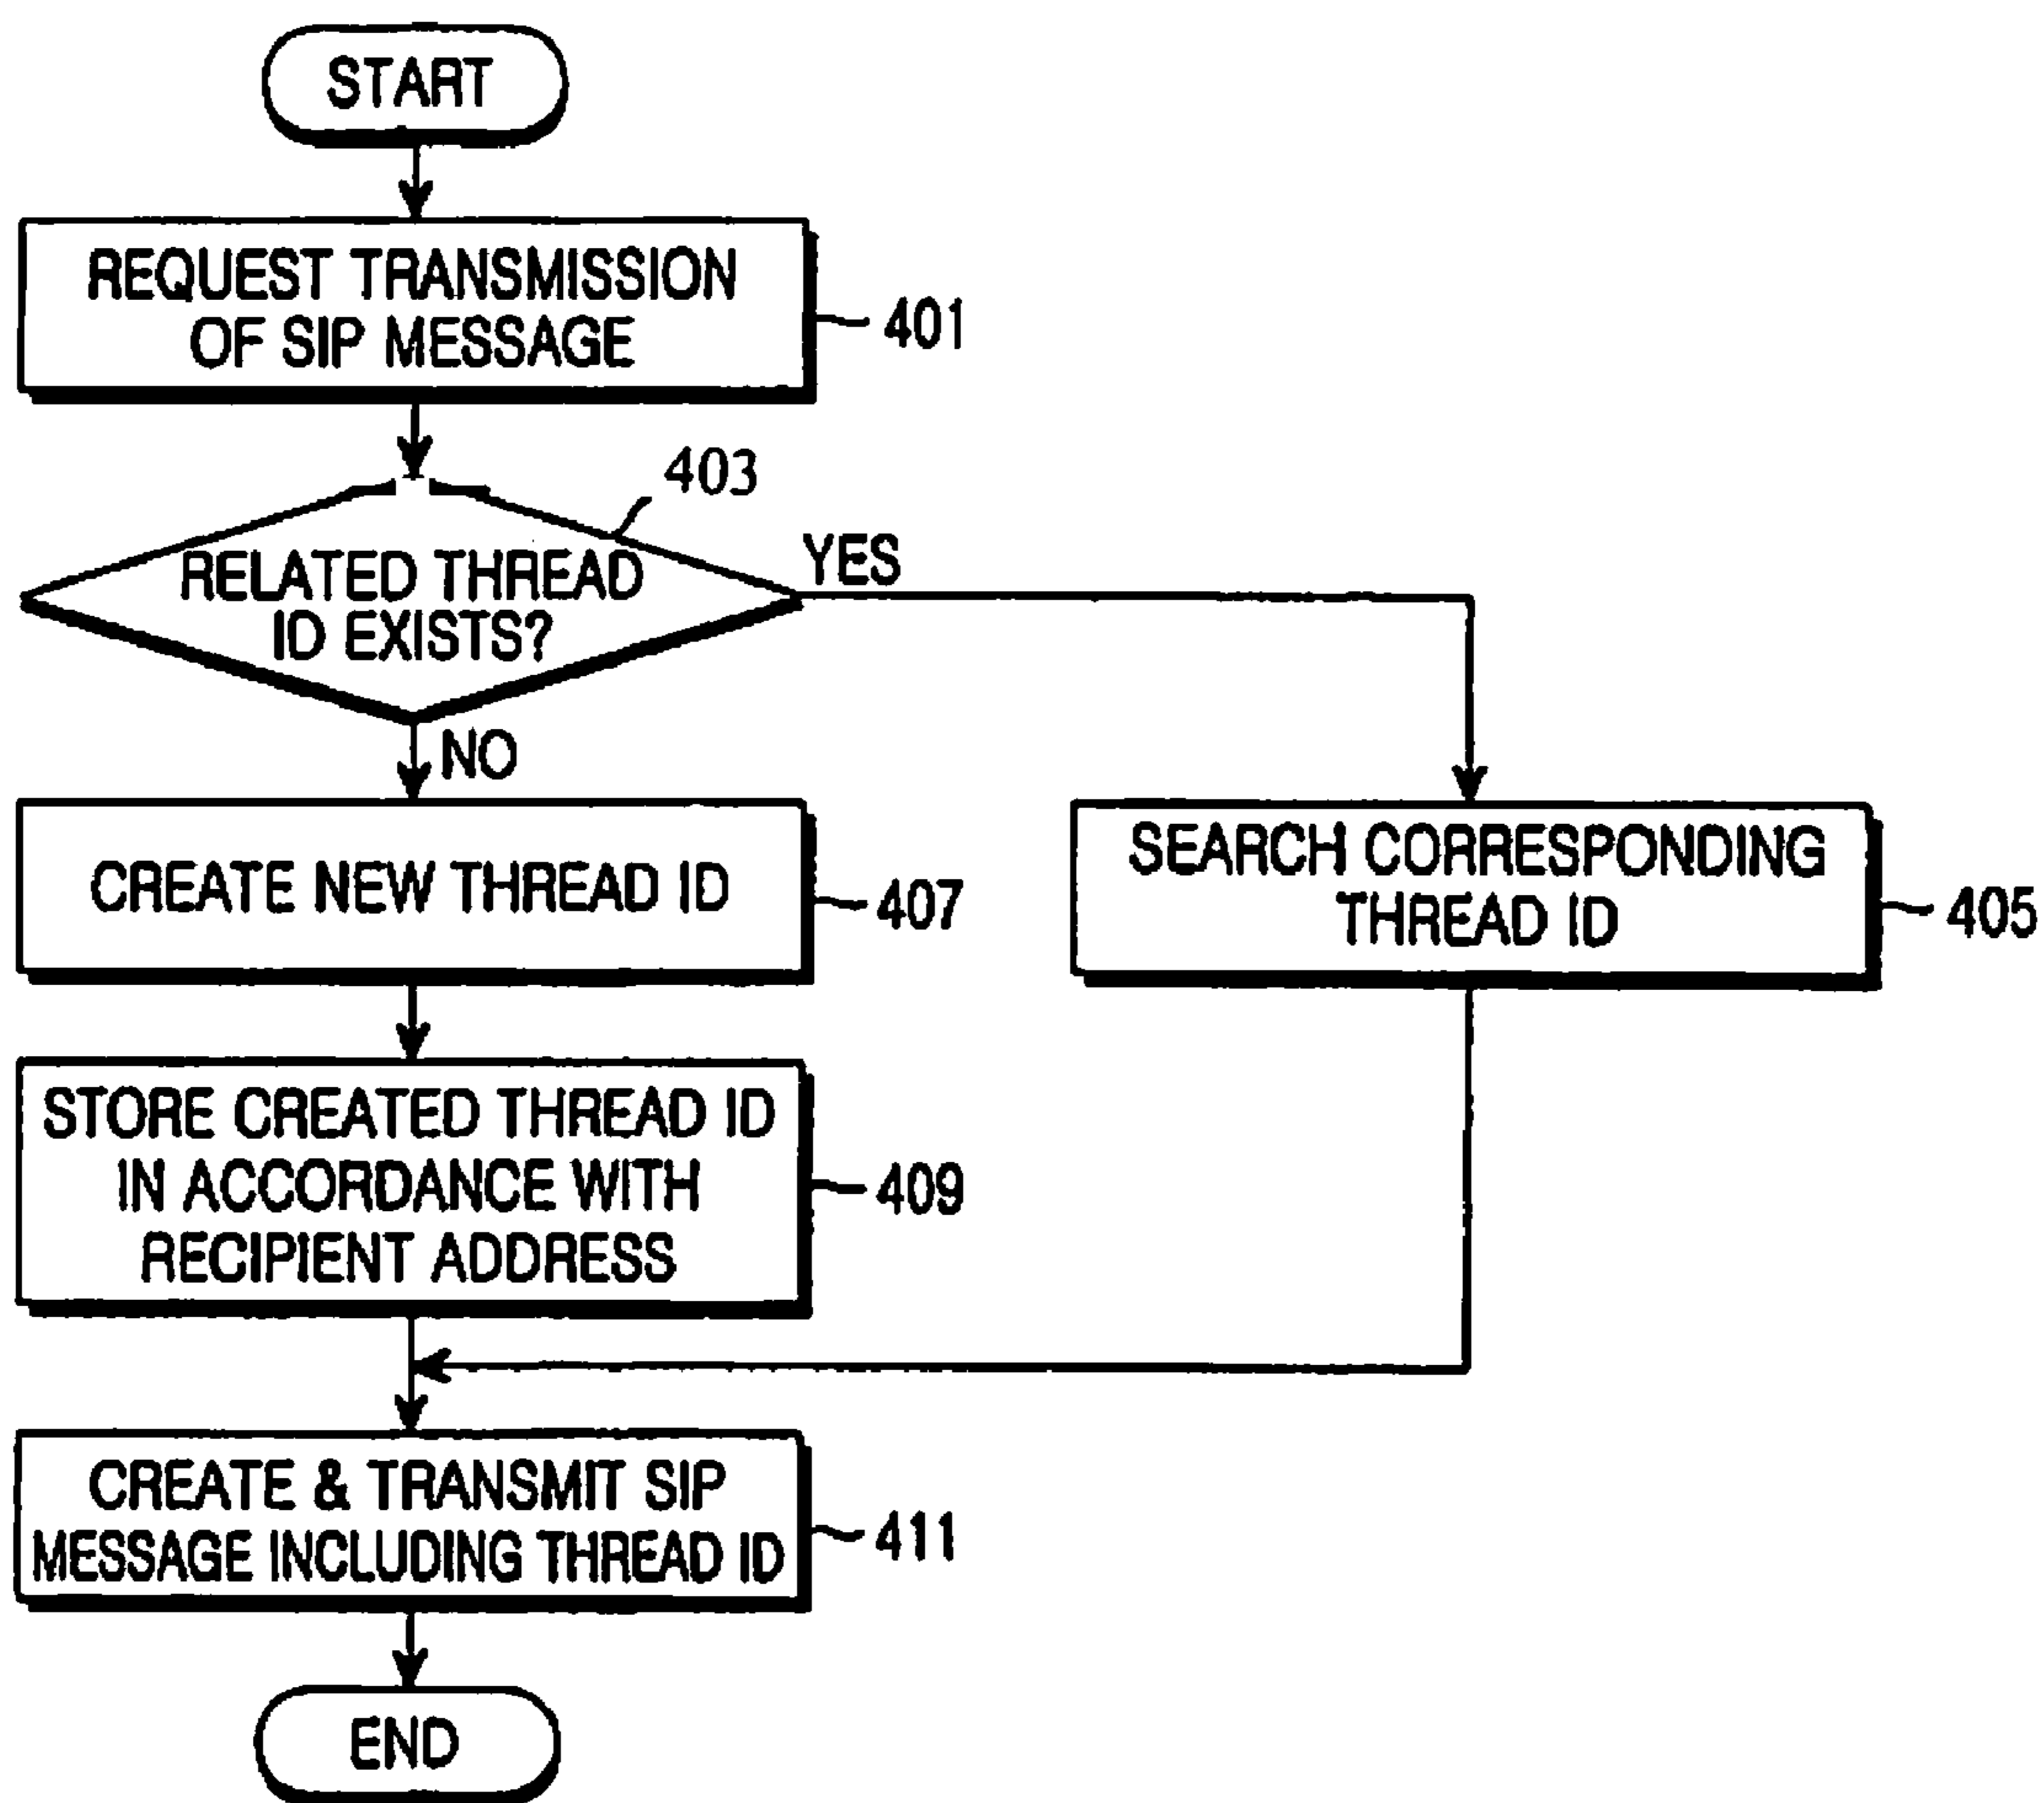 START
REQUEST TRANSMISSION
OF SIP MESSAGE
401
403
RELATED THREAD
ID EXISTS?
YES
NO
CREATE NEW THREAD ID
407
SEARCH CORRESPONDING
THREAD ID
405
STORE CREATED THREAD ID
IN ACCORDANCE WITH
RECIPIENT ADDRESS
409
CREATE & TRANSMIT SIP
MESSAGE INCLUDING THREAD ID
411
END